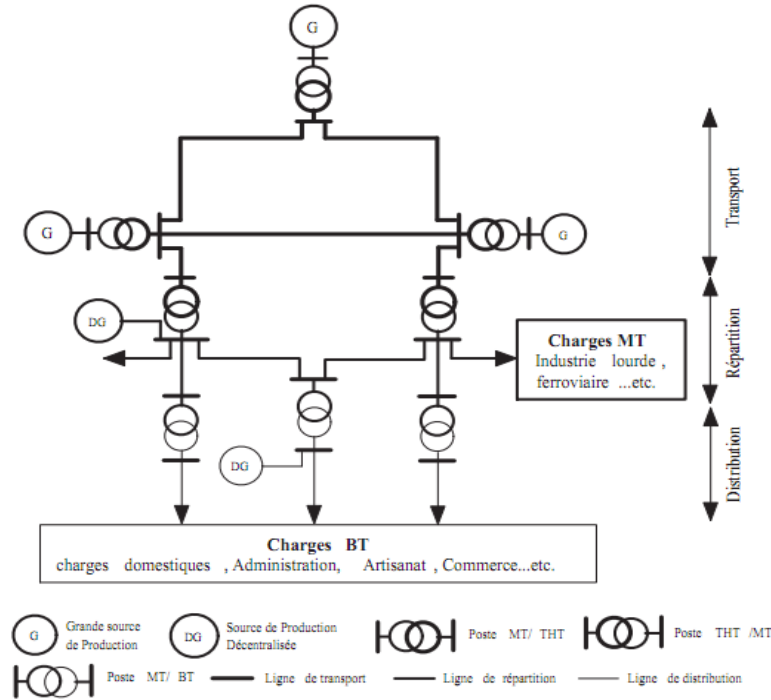 G
Transport
G
G
DG
Charges MT
Industrie lourde ,
ferroviaire ...etc.
Répartition
DG
Distribution
Charges BT
charges domestiques , Administration, Artisanat , Commerce...etc.
G
Grande source
de Production
DG
Source de Production
Décentralisée
Poste MT/ THT
Poste THT /MT
Poste MT/ BT
Ligne de transport
Ligne de répartition
Ligne de distribution